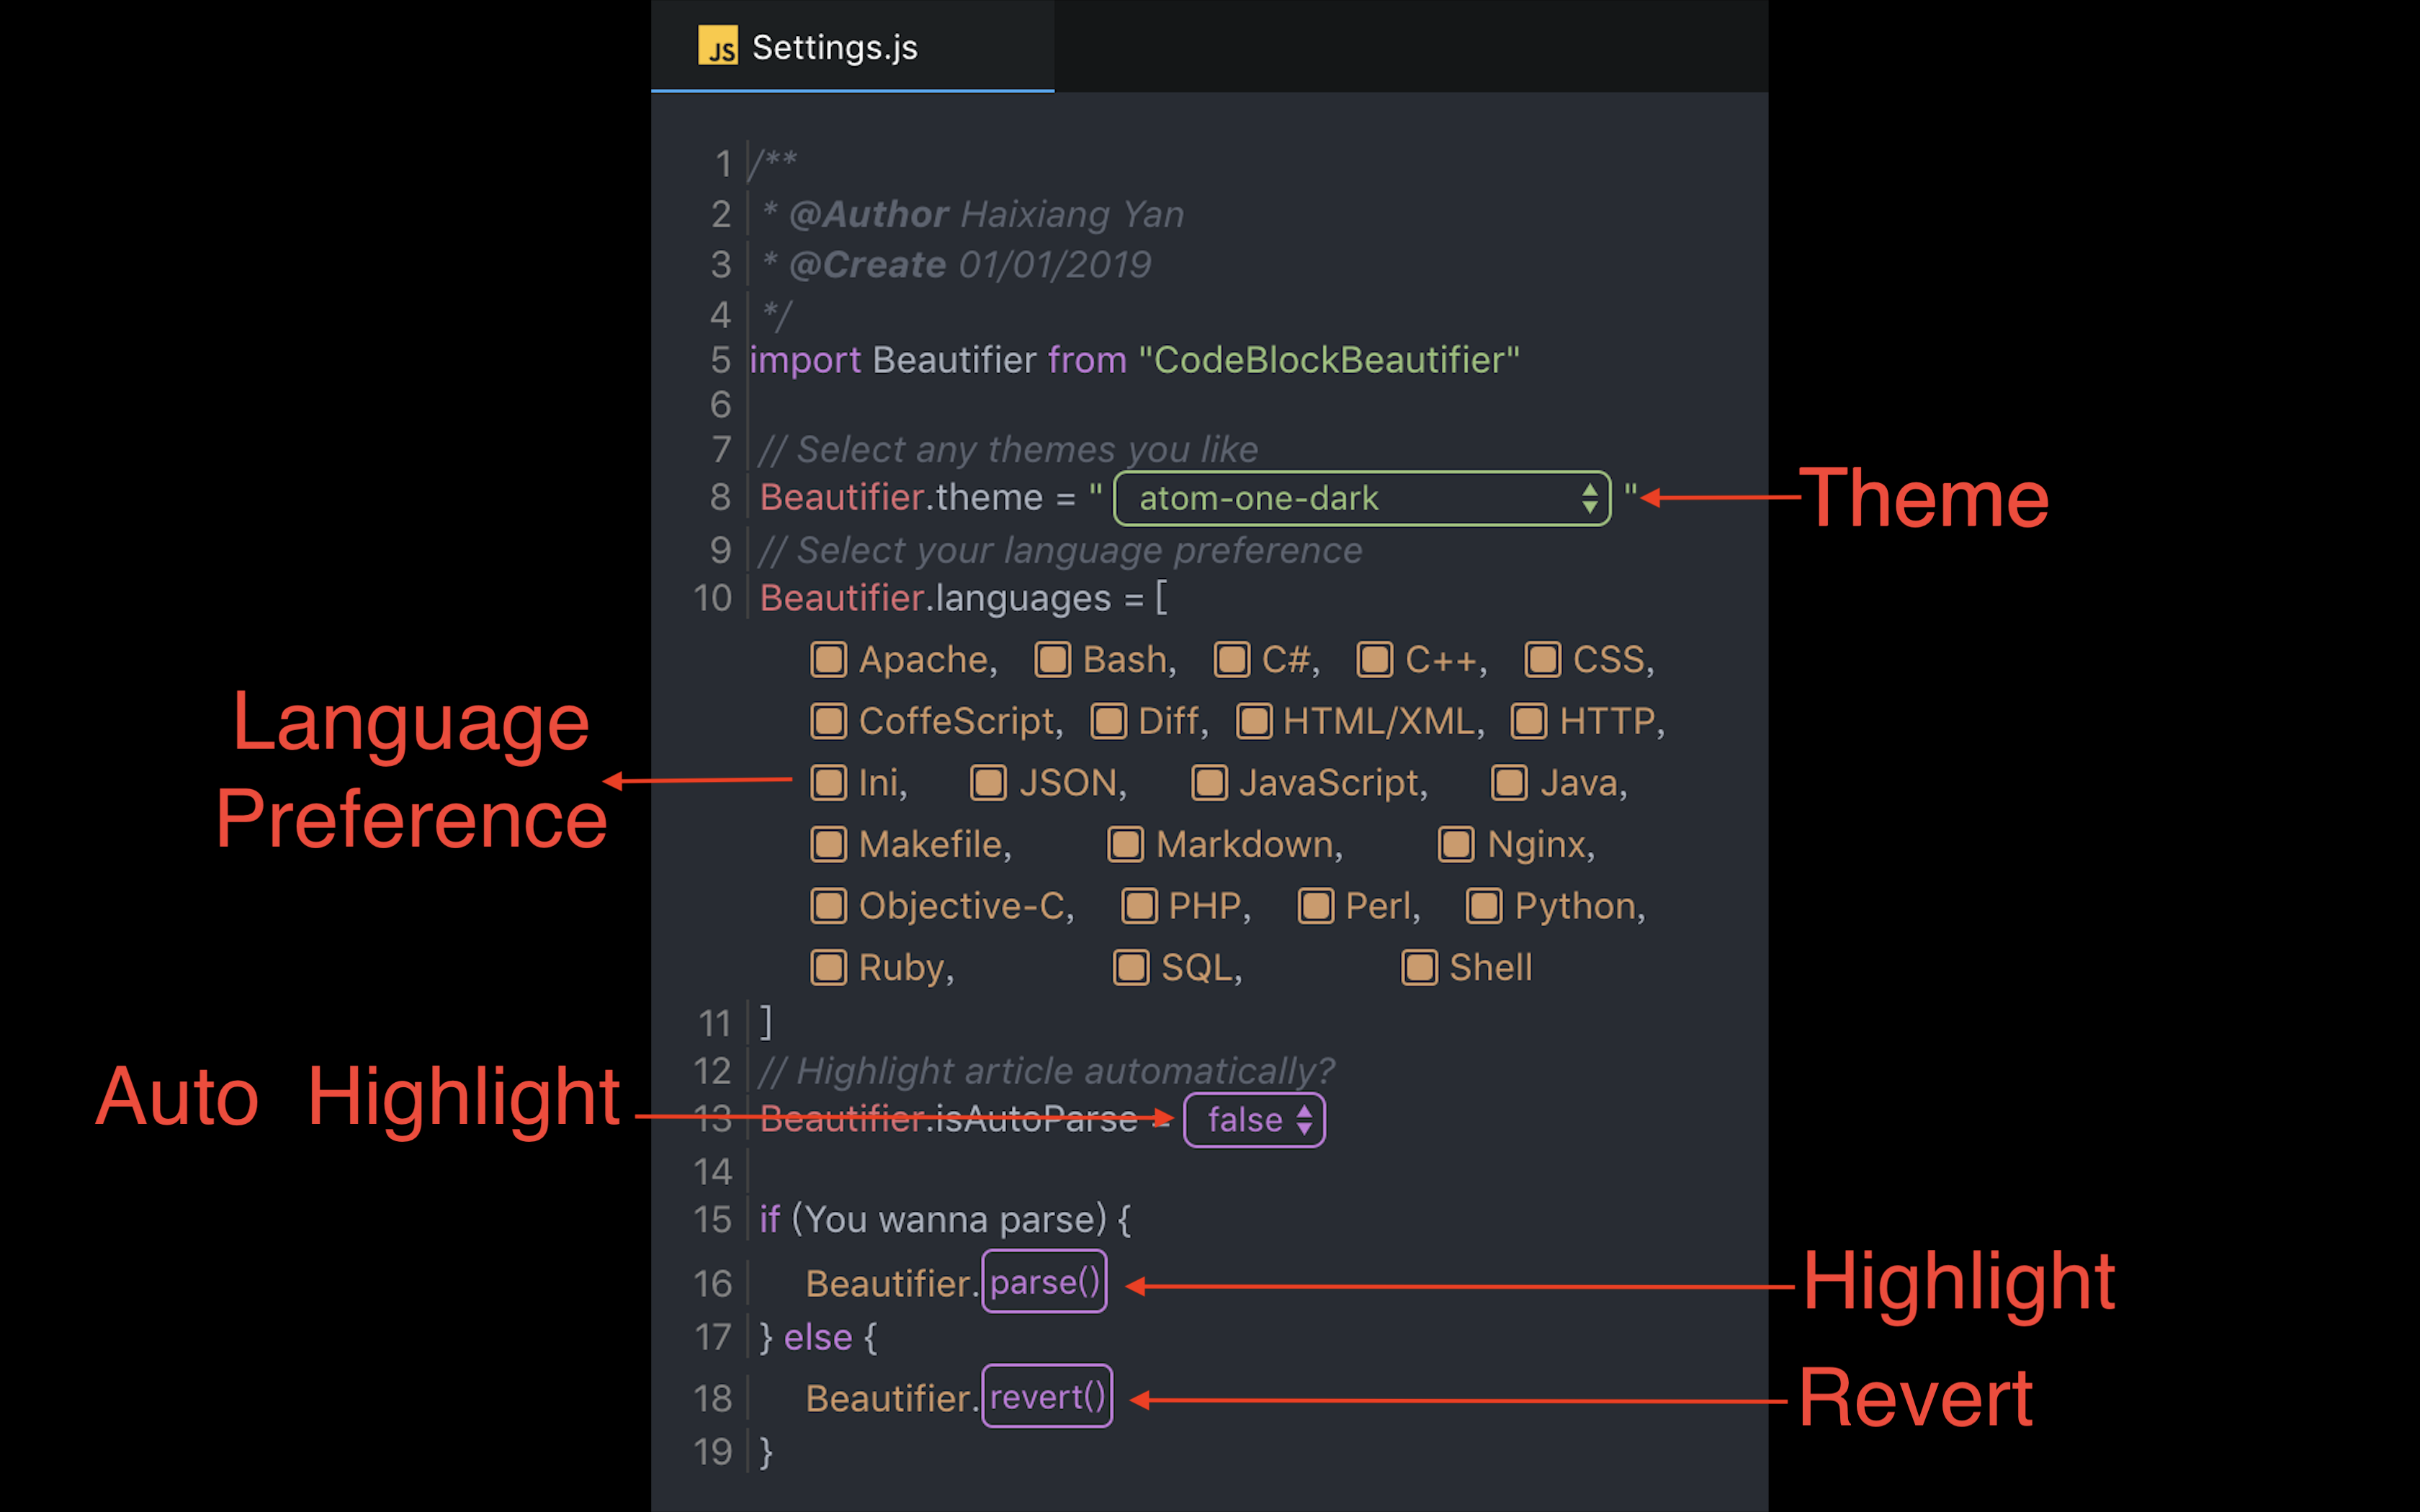 JS Settings.js
1 /**
2 * @Author Haixiang Yan
3 * @Create 01/01/2019
4 */
5 import Beautifier from "CodeBlockBeautifier"
6
7 // Select any themes you like
8 Beautifier.theme = " atom-one-dark "
Theme
9 // Select your language preference
10 Beautifier.languages = [
Apache, Bash, C#, C++, CSS,
CoffeScript, Diff, HTML/XML, HTTP,
Ini, JSON, JavaScript, Java,
Makefile, Markdown, Nginx,
Objective-C, PHP, Perl, Python,
Ruby, SQL, Shell
Language
Preference
11 ]
12 // Highlight article automatically?
Auto Highlight
13 Beautifier.isAutoParse = false
14
15 if (You wanna parse) {
16 Beautifier.parse()
Highlight
17 } else {
18 Beautifier.revert()
Revert
19 }